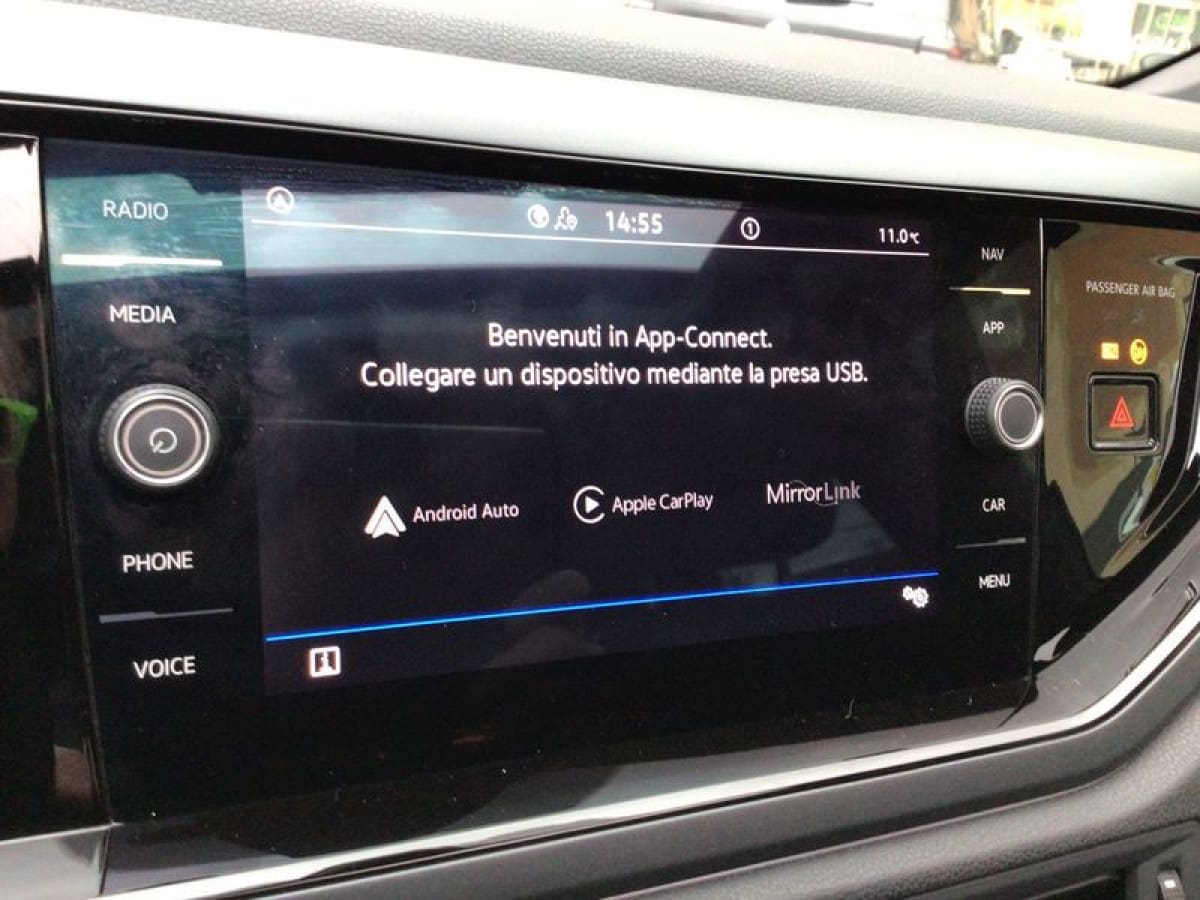 RADIO
MEDIA
PHONE
VOICE
14:55
1
11.0°C
Benvenuti in App-Connect.
Collegare un dispositivo mediante la presa USB.
Android Auto
Apple CarPlay
MirrorLink
NAV
APP
CAR
MENU
PASSENGER AIR BAG